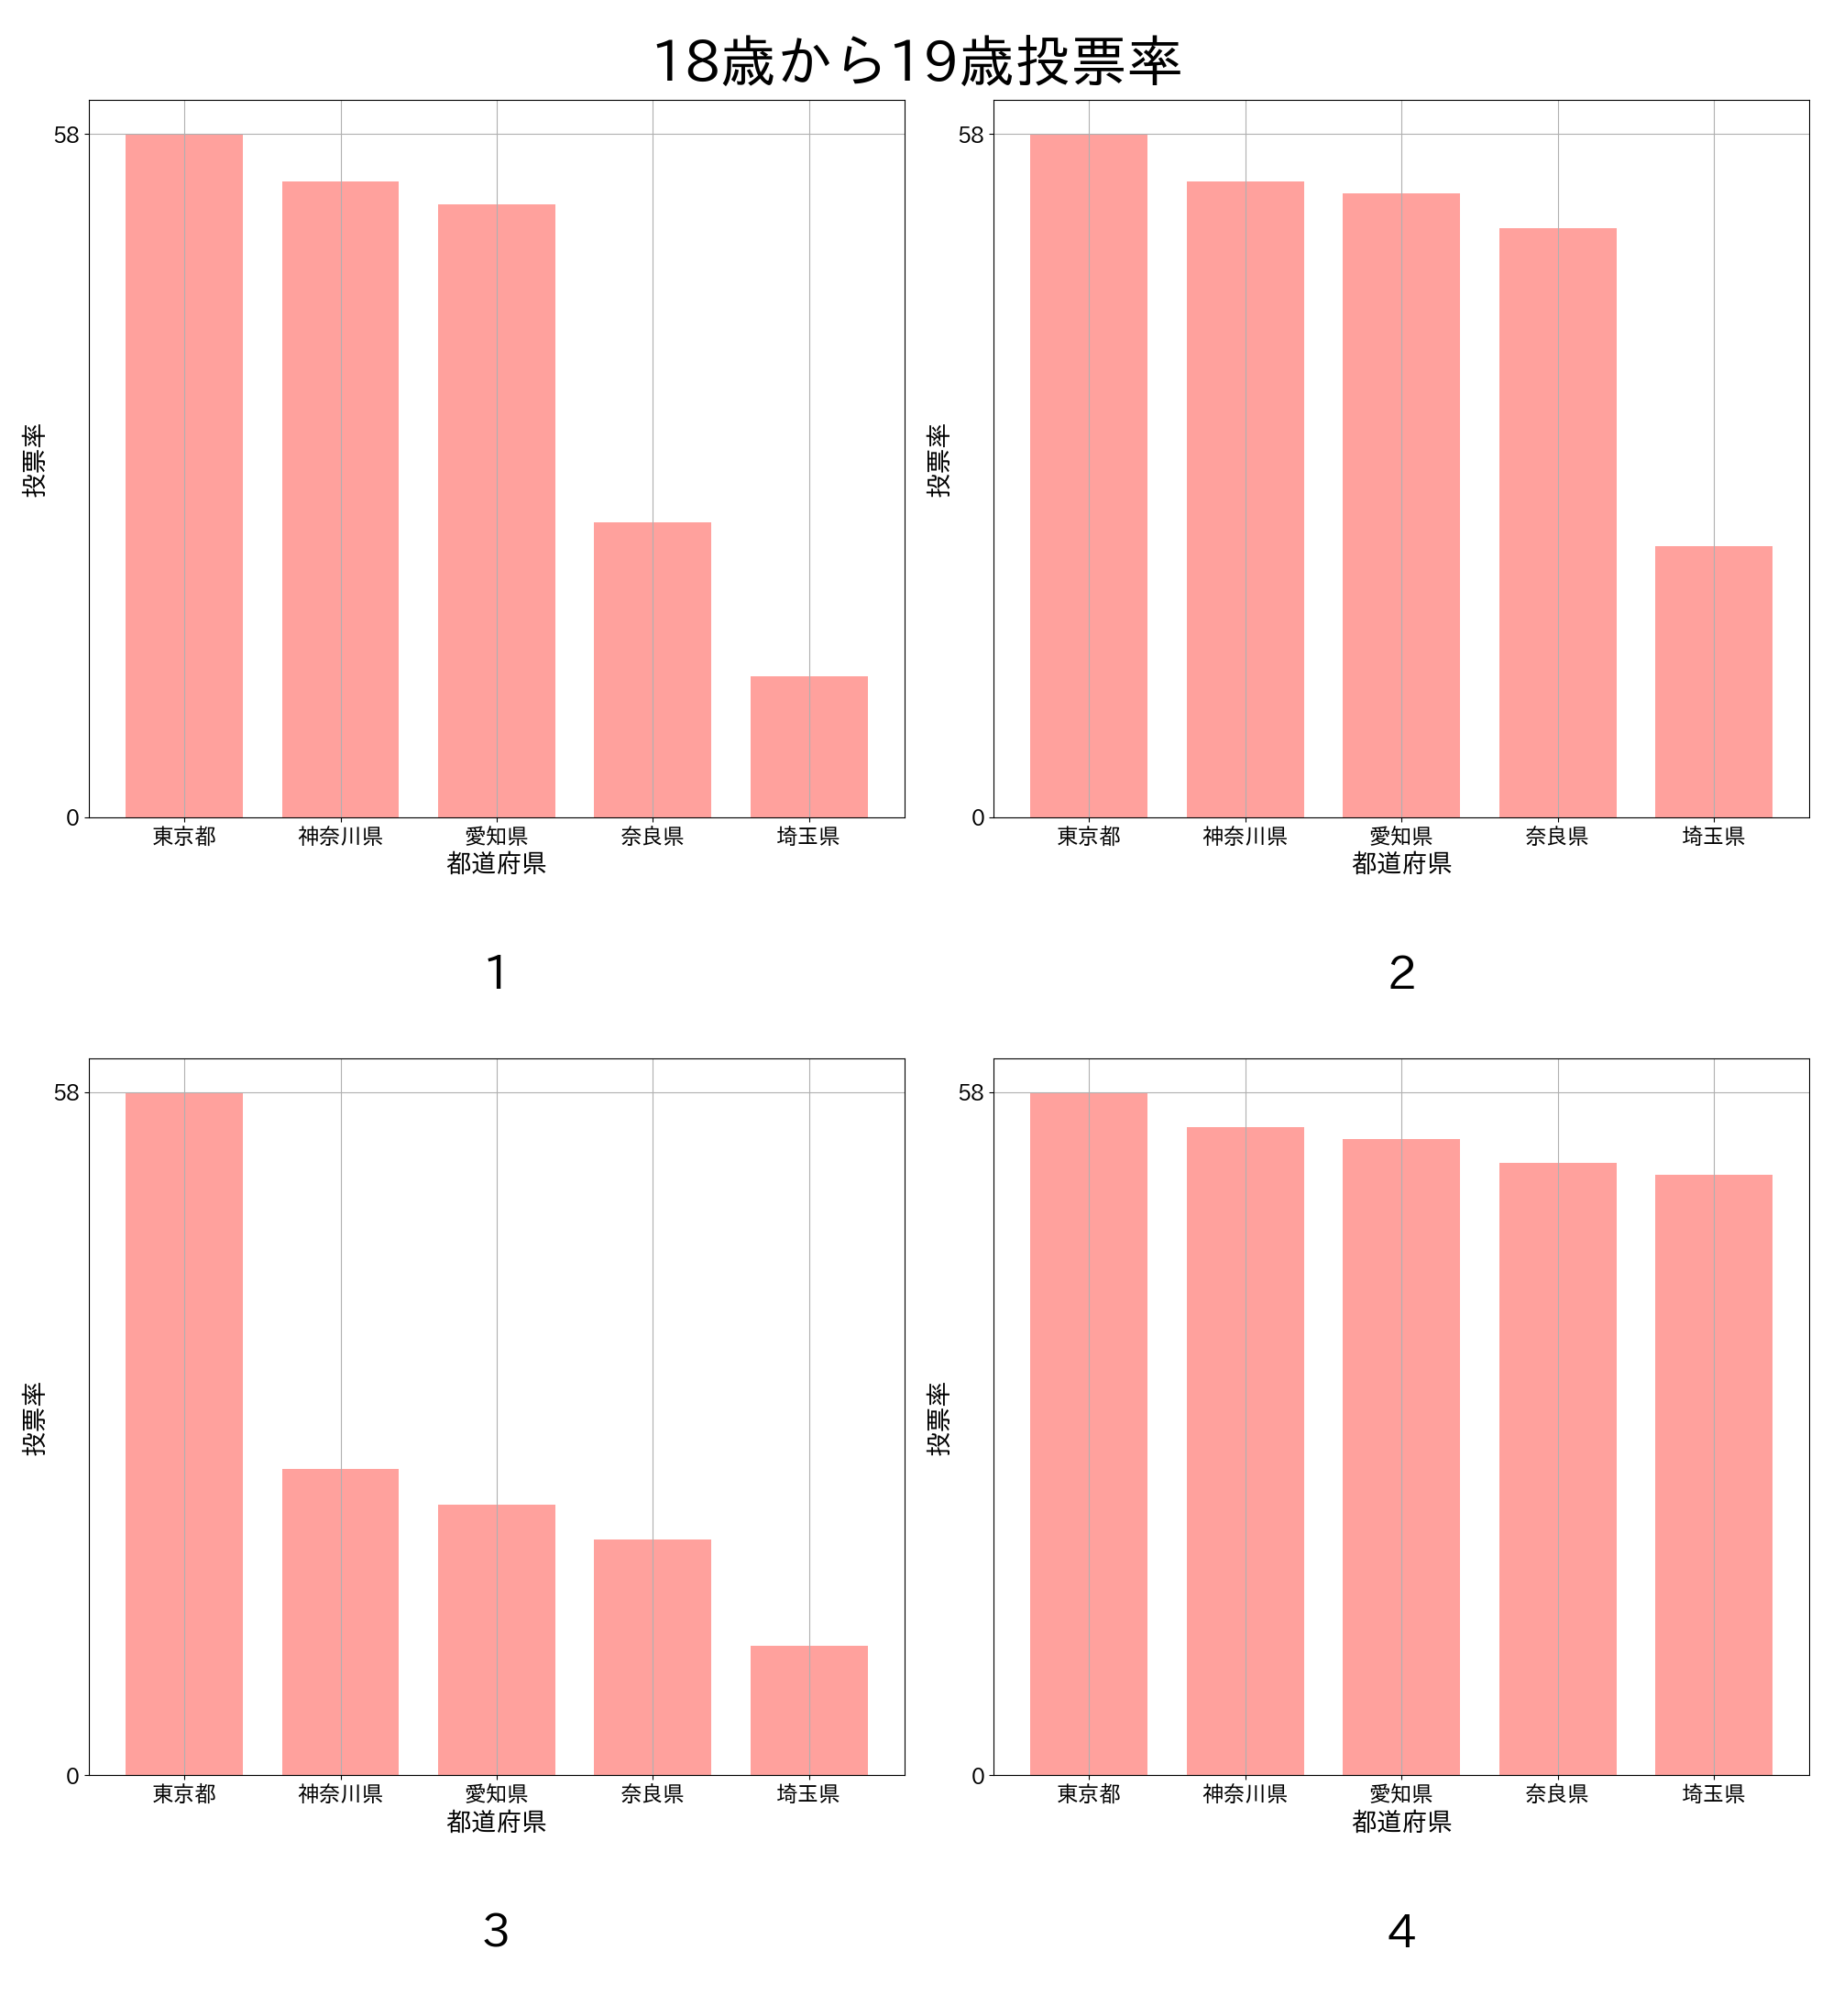 18歳から19歳投票率
58
投票率
0
東京都 神奈川県 愛知県 奈良県 埼玉県
都道府県
1
58
投票率
0
東京都 神奈川県 愛知県 奈良県 埼玉県
都道府県
2
58
投票率
0
東京都 神奈川県 愛知県 奈良県 埼玉県
都道府県
3
58
投票率
0
東京都 神奈川県 愛知県 奈良県 埼玉県
都道府県
4